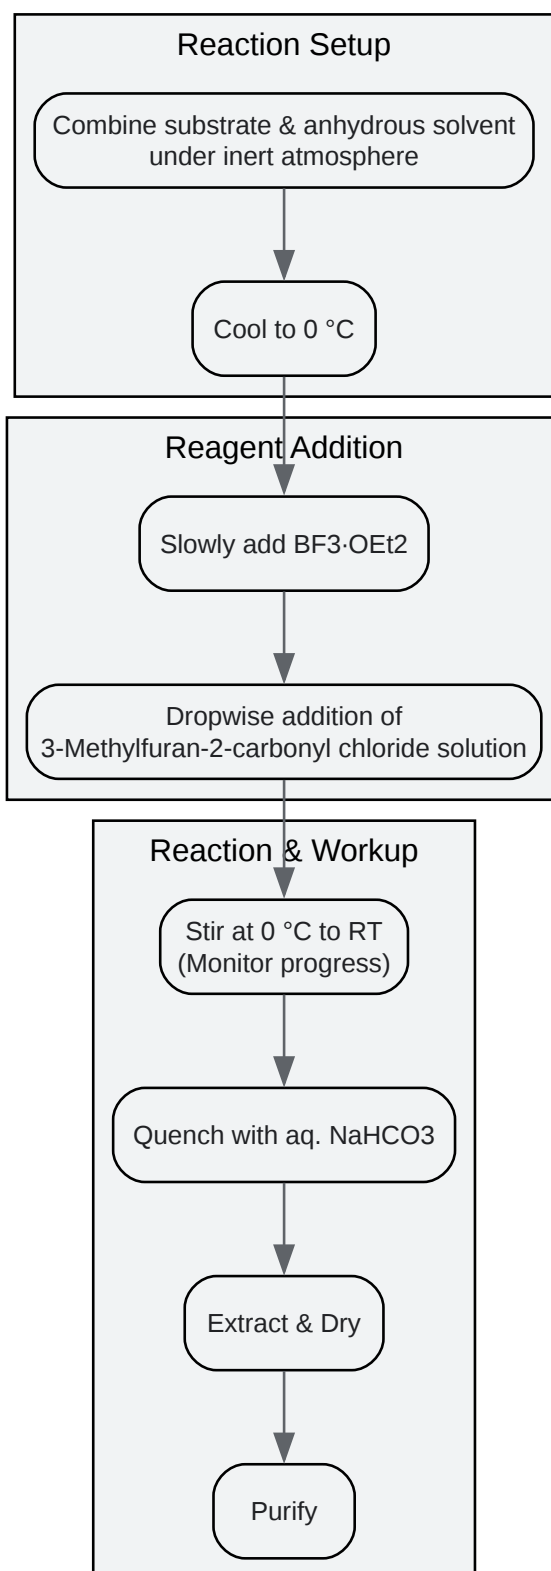 Reaction Setup
Combine substrate & anhydrous solvent
under inert atmosphere
Cool to 0 °C
Reagent Addition
Slowly add BF3·OEt2
Dropwise addition of
3-Methylfuran-2-carbonyl chloride solution
Reaction & Workup
Stir at 0 °C to RT
(Monitor progress)
Quench with aq. NaHCO3
Extract & Dry
Purify